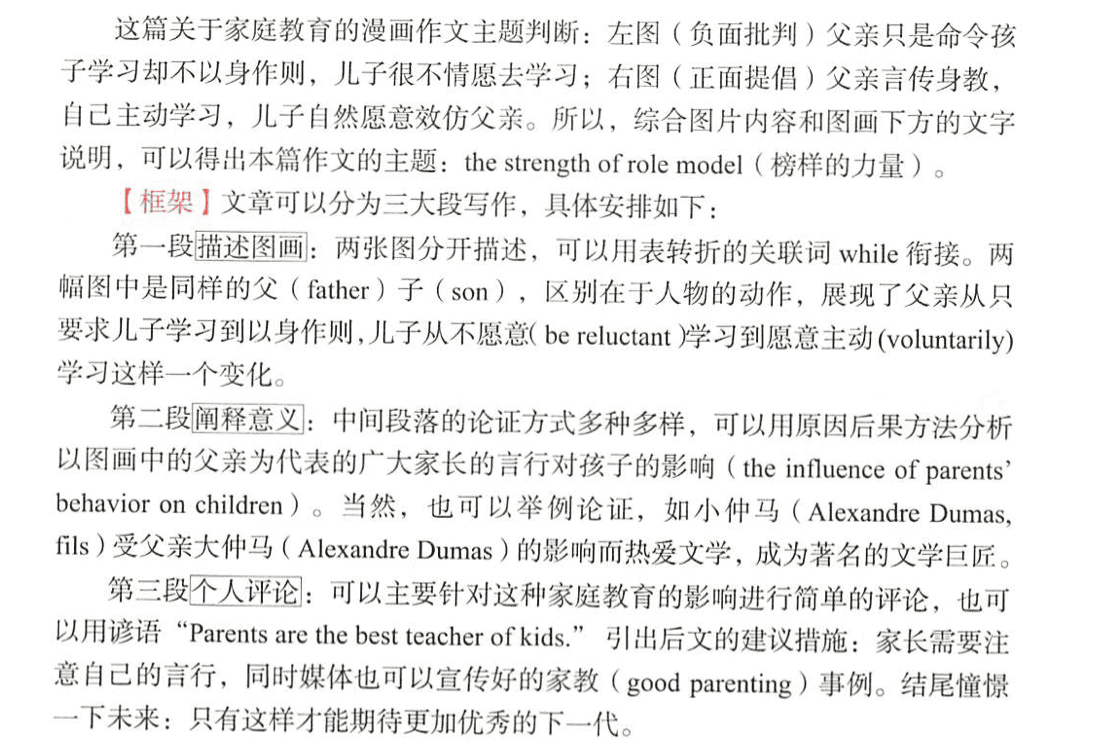 这篇关于家庭教育的漫画作文主题判断：左图（负面批判）父亲只是命令孩
子学习却不以身作则，儿子很不情愿去学习；右图（正面提倡）父亲言传身教，
自己主动学习，儿子自然愿意效仿父亲。所以，综合图片内容和图画下方的文字
说明，可以得出本篇作文的主题：the strength of role model（榜样的力量）。
【框架】文章可以分为三大段写作，具体安排如下：
第一段描述图画：两张图分开描述，可以用表转折的关联词 while 衔接。两
幅图中是同样的父（father）子（son），区别在于人物的动作，展现了父亲从只
要求儿子学习到以身作则，儿子从不愿意（be reluctant）学习到愿意主动(voluntarily)
学习这样一个变化。
第二段阐释意义：中间段落的论证方式多种多样，可以用原因后果方法分析
以图画中的父亲为代表的广大家长的言行对孩子的影响（the influence of parents’
behavior on children）。当然，也可以举例论证，如小仲马（Alexandre Dumas,
fils）受父亲大仲马（Alexandre Dumas）的影响而热爱文学，成为著名的文学巨匠。
第三段个人评论：可以主要针对这种家庭教育的影响进行简单的评论，也可
以用谚语“Parents are the best teacher of kids.” 引出后文的建议措施：家长需要注
意自己的言行，同时媒体也可以宣传好的家教（good parenting）事例。结尾憧憬
一下未来：只有这样才能期待更加优秀的下一代。